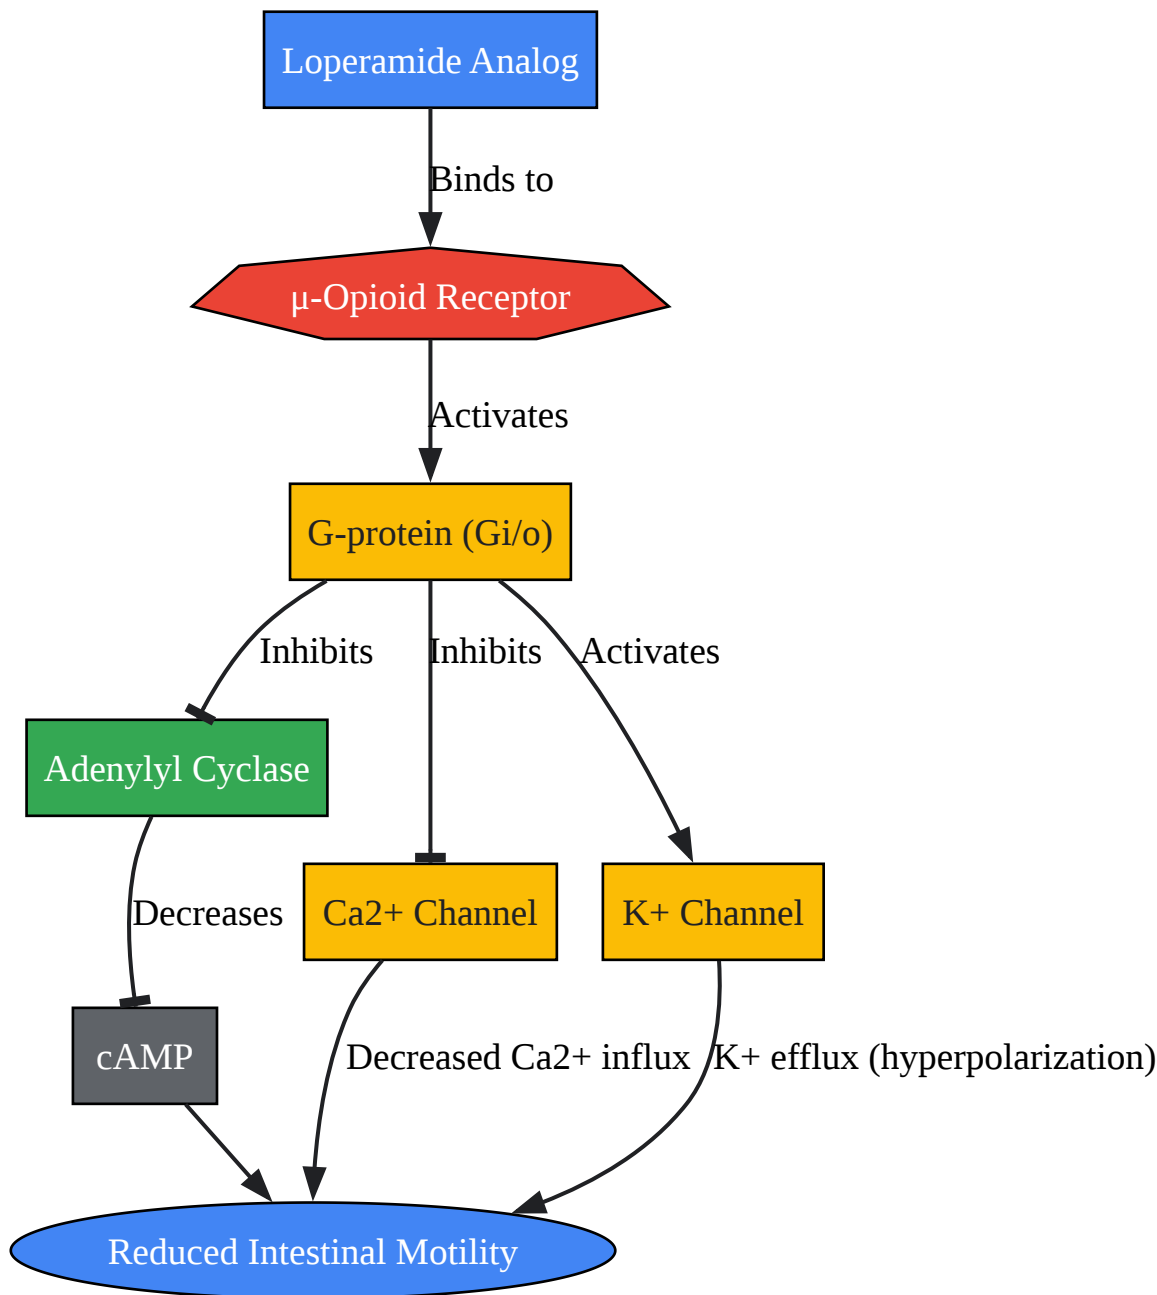 Loperamide Analog
Binds to
μ-Opioid Receptor
Activates
G-protein (Gi/o)
Inhibits
Inhibits
Activates
Adenylyl Cyclase
Decreases
Ca2+ Channel
K+ Channel
cAMP
Decreased Ca2+ influx
K+ efflux (hyperpolarization)
Reduced Intestinal Motility